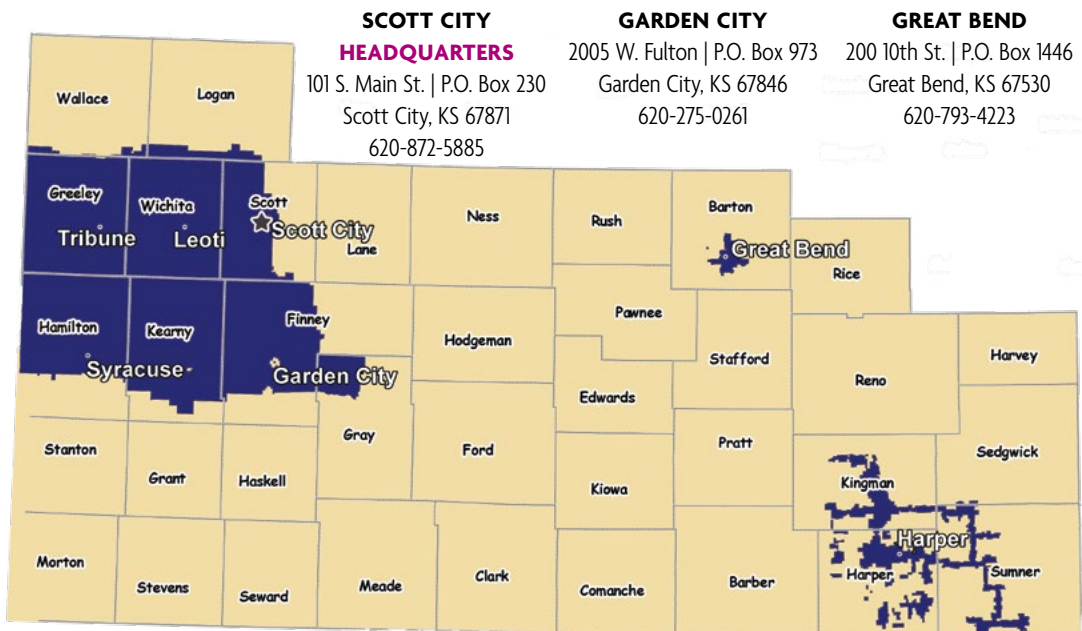 SCOTT CITY
HEADQUARTERS
101 S. Main St. | P.O. Box 230
Scott City, KS 67871
620-872-5885
GARDEN CITY
2005 W. Fulton | P.O. Box 973
Garden City, KS 67846
620-275-0261
GREAT BEND
200 10th St. | P.O. Box 1446
Great Bend, KS 67530
620-793-4223
Wallace
Logan
Greeley
Wichita
Scott
Tribune
Leoti
Scott City
Lane
Ness
Rush
Barton
Great Bend
Rice
Hamilton
Kearny
Finney
Hodgeman
Pawnee
Stafford
Reno
Harvey
Syracuse
Garden City
Edwards
Stanton
Grant
Haskell
Gray
Ford
Kiowa
Pratt
Kingman
Sedgwick
Harper
Morton
Stevens
Seward
Meade
Clark
Comanche
Barber
Harper
Sumner